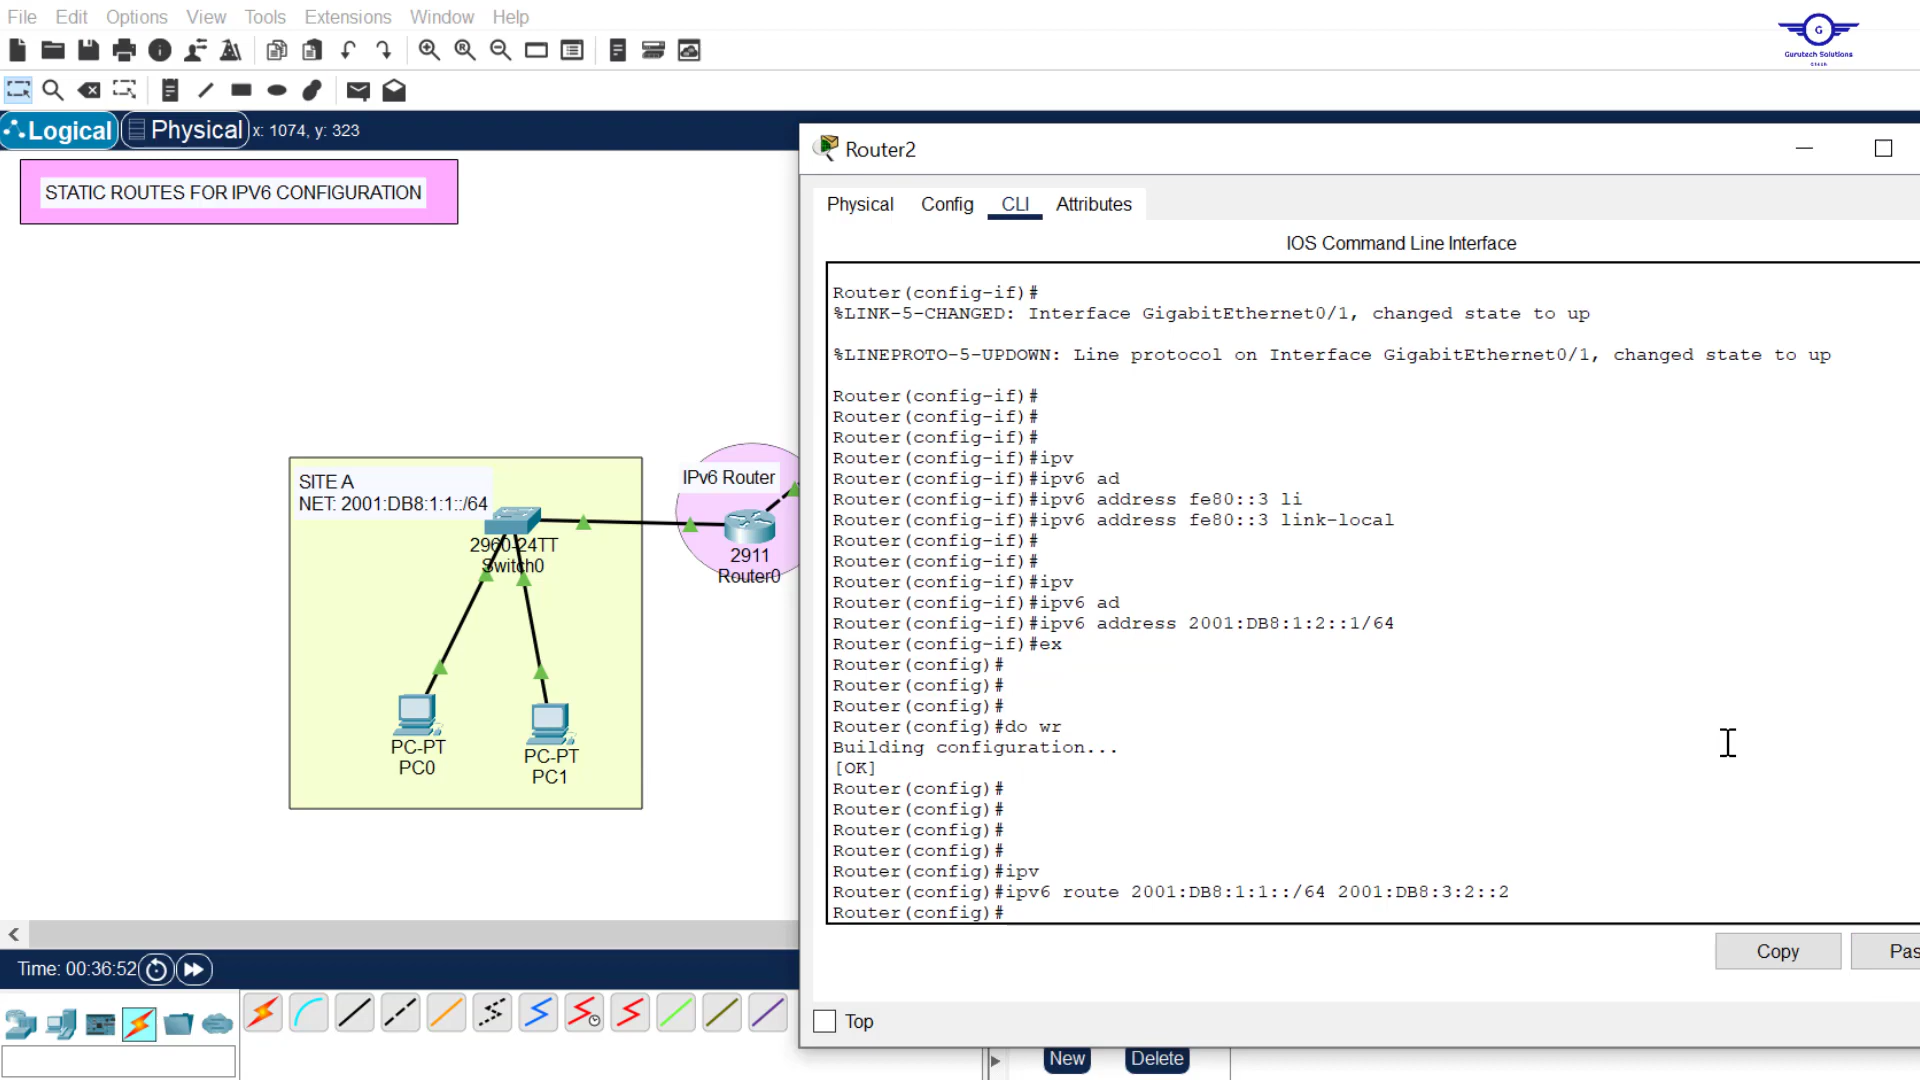 File Edit Options View Tools Extensions Window Help
G
Gurutech Solutions
Logical Physical x: 1074, y: 323
STATIC ROUTES FOR IPV6 CONFIGURATION
SITE A
NET: 2001:DB8:1:1::/64
2960-24TT
Switch0
IPv6 Router
2911
Router0
PC-PT
PC0
PC-PT
PC1
Time: 00:36:52
Router2
Physical Config CLI Attributes
IOS Command Line Interface
Router(config-if)#
%LINK-5-CHANGED: Interface GigabitEthernet0/1, changed state to up
%LINEPROTO-5-UPDOWN: Line protocol on Interface GigabitEthernet0/1, changed state to up
Router(config-if)#
Router(config-if)#
Router(config-if)#
Router(config-if)#ipv
Router(config-if)#ipv6 ad
Router(config-if)#ipv6 address fe80::3 li
Router(config-if)#ipv6 address fe80::3 link-local
Router(config-if)#
Router(config-if)#
Router(config-if)#ipv
Router(config-if)#ipv6 ad
Router(config-if)#ipv6 address 2001:DB8:1:2::1/64
Router(config-if)#ex
Router(config)#
Router(config)#
Router(config)#
Router(config)#do wr
Building configuration...
[OK]
Router(config)#
Router(config)#
Router(config)#
Router(config)#
Router(config)#ipv
Router(config)#ipv6 route 2001:DB8:1:1::/64 2001:DB8:3:2::2
Router(config)#
Copy Pas
Top
New Delete